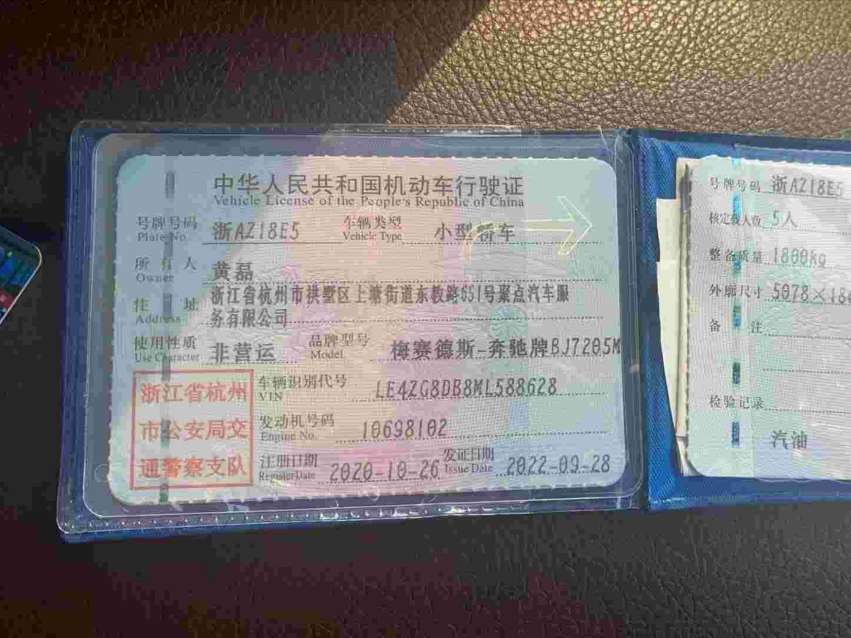 中华人民共和国机动车行驶证
Vehicle License of the People's Republic of China
号牌号码 浙AZ18E5 车辆类型 小型轿车
Plate No. Vehicle Type
所有人 黄磊
Owner
住址 浙江省杭州市拱墅区上塘街道东教路651号聚点汽车服
Address 务有限公司
使用性质 非营运 品牌型号 梅赛德斯-奔驰牌BJ7205M
Use Character Model
浙江省杭州
市公安局交
通警察支队
车辆识别代号 LE4ZG8DB8ML588628
VIN
发动机号码 10698102
Engine No.
注册日期 2020-10-26 发证日期 2022-09-28
Register Date Issue Date
号牌号码 浙AZ18E5
核定载人数 5人
整备质量 1800kg
外廓尺寸 5078×184
备注
检验记录
汽油